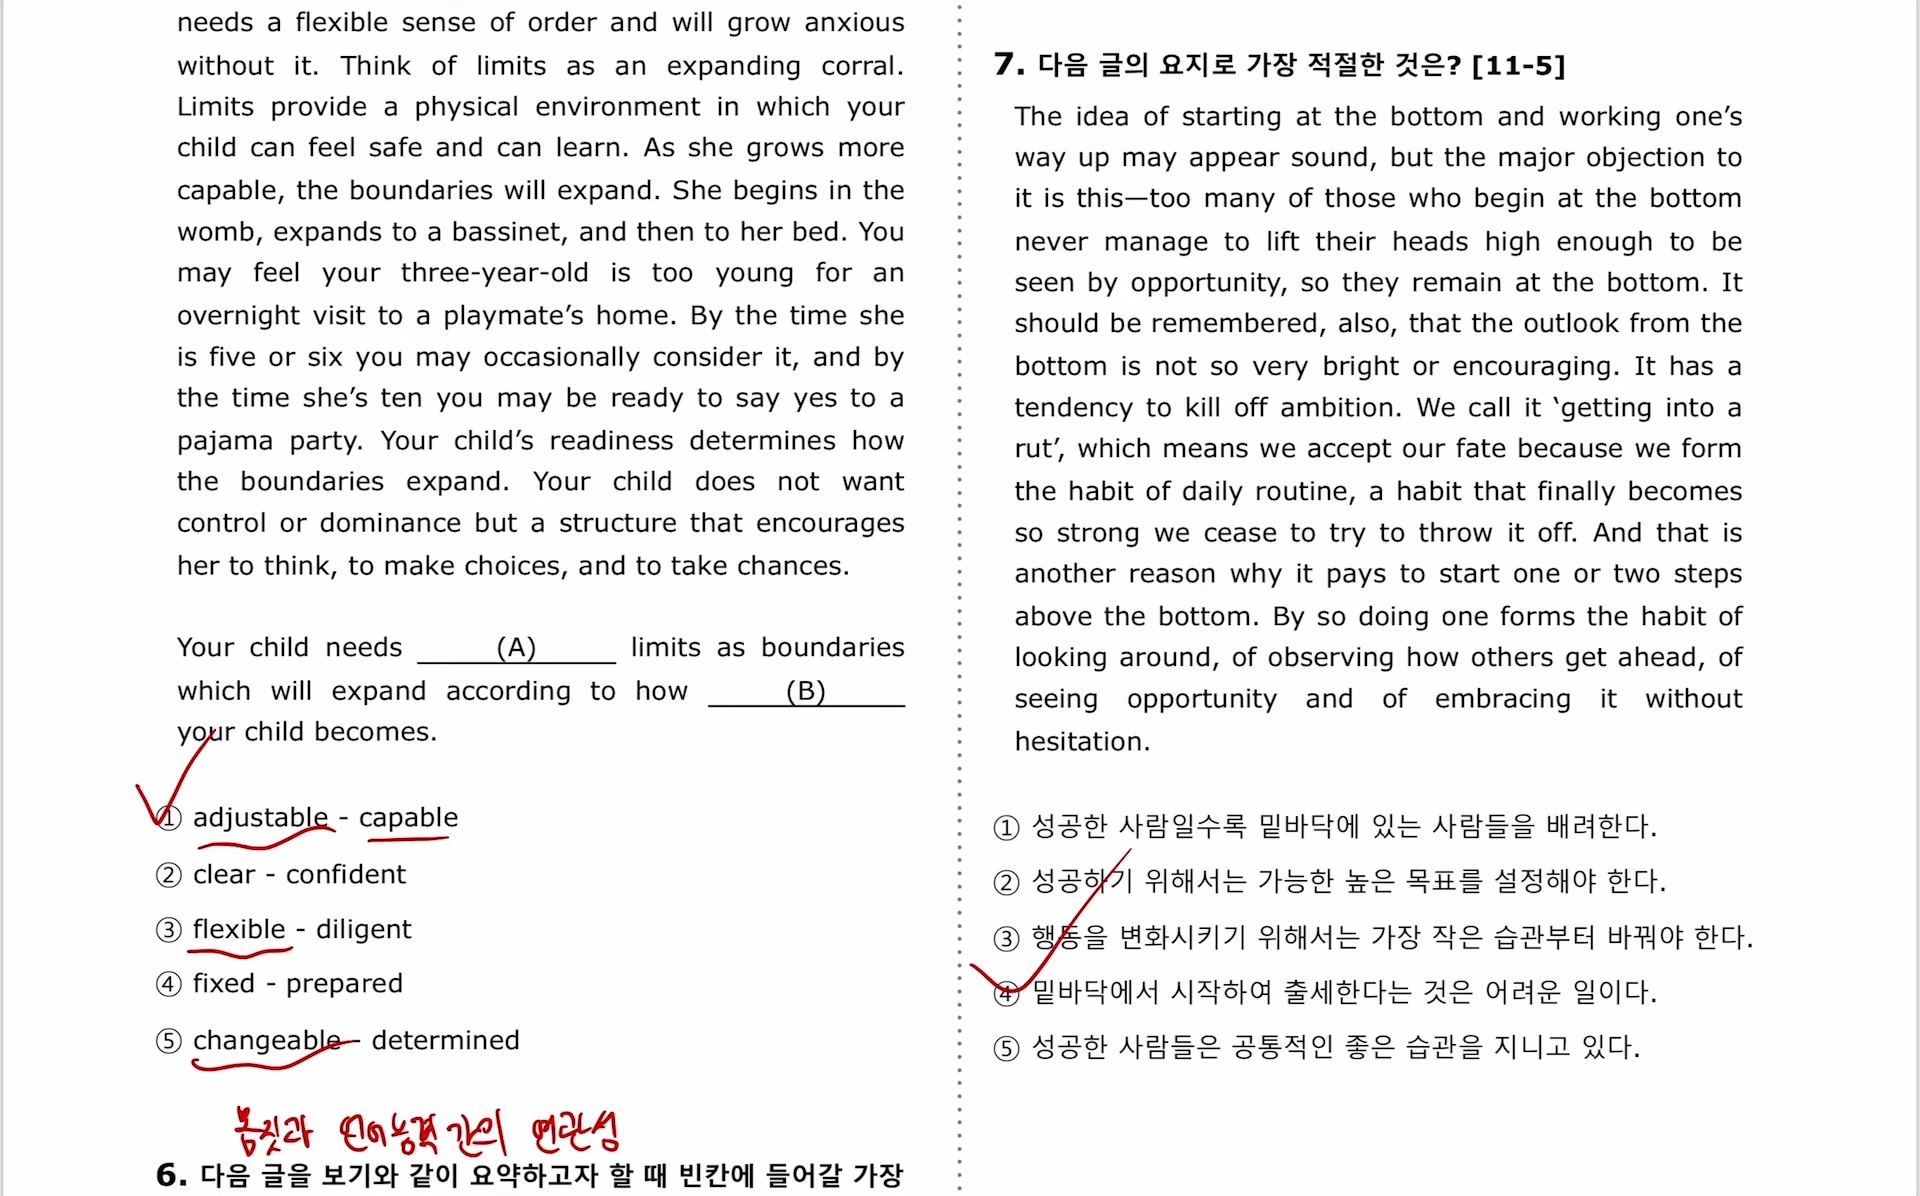 needs a flexible sense of order and will grow anxious
without it. Think of limits as an expanding corral.
Limits provide a physical environment in which your
child can feel safe and can learn. As she grows more
capable, the boundaries will expand. She begins in the
womb, expands to a bassinet, and then to her bed. You
may feel your three-year-old is too young for an
overnight visit to a playmate’s home. By the time she
is five or six you may occasionally consider it, and by
the time she’s ten you may be ready to say yes to a
pajama party. Your child’s readiness determines how
the boundaries expand. Your child does not want
control or dominance but a structure that encourages
her to think, to make choices, and to take chances.
Your child needs (A) limits as boundaries
which will expand according to how (B)
your child becomes.
① adjustable - capable
② clear - confident
③ flexible - diligent
④ fixed - prepared
⑤ changeable - determined
몸짓과 언어능력 간의 연관성
6. 다음 글을 보기와 같이 요약하고자 할 때 빈칸에 들어갈 가장
7. 다음 글의 요지로 가장 적절한 것은? [11-5]
The idea of starting at the bottom and working one’s
way up may appear sound, but the major objection to
it is this—too many of those who begin at the bottom
never manage to lift their heads high enough to be
seen by opportunity, so they remain at the bottom. It
should be remembered, also, that the outlook from the
bottom is not so very bright or encouraging. It has a
tendency to kill off ambition. We call it ‘getting into a
rut’, which means we accept our fate because we form
the habit of daily routine, a habit that finally becomes
so strong we cease to try to throw it off. And that is
another reason why it pays to start one or two steps
above the bottom. By so doing one forms the habit of
looking around, of observing how others get ahead, of
seeing opportunity and of embracing it without
hesitation.
① 성공한 사람일수록 밑바닥에 있는 사람들을 배려한다.
② 성공하기 위해서는 가능한 높은 목표를 설정해야 한다.
③ 행동을 변화시키기 위해서는 가장 작은 습관부터 바꿔야 한다.
④ 밑바닥에서 시작하여 출세한다는 것은 어려운 일이다.
⑤ 성공한 사람들은 공통적인 좋은 습관을 지니고 있다.